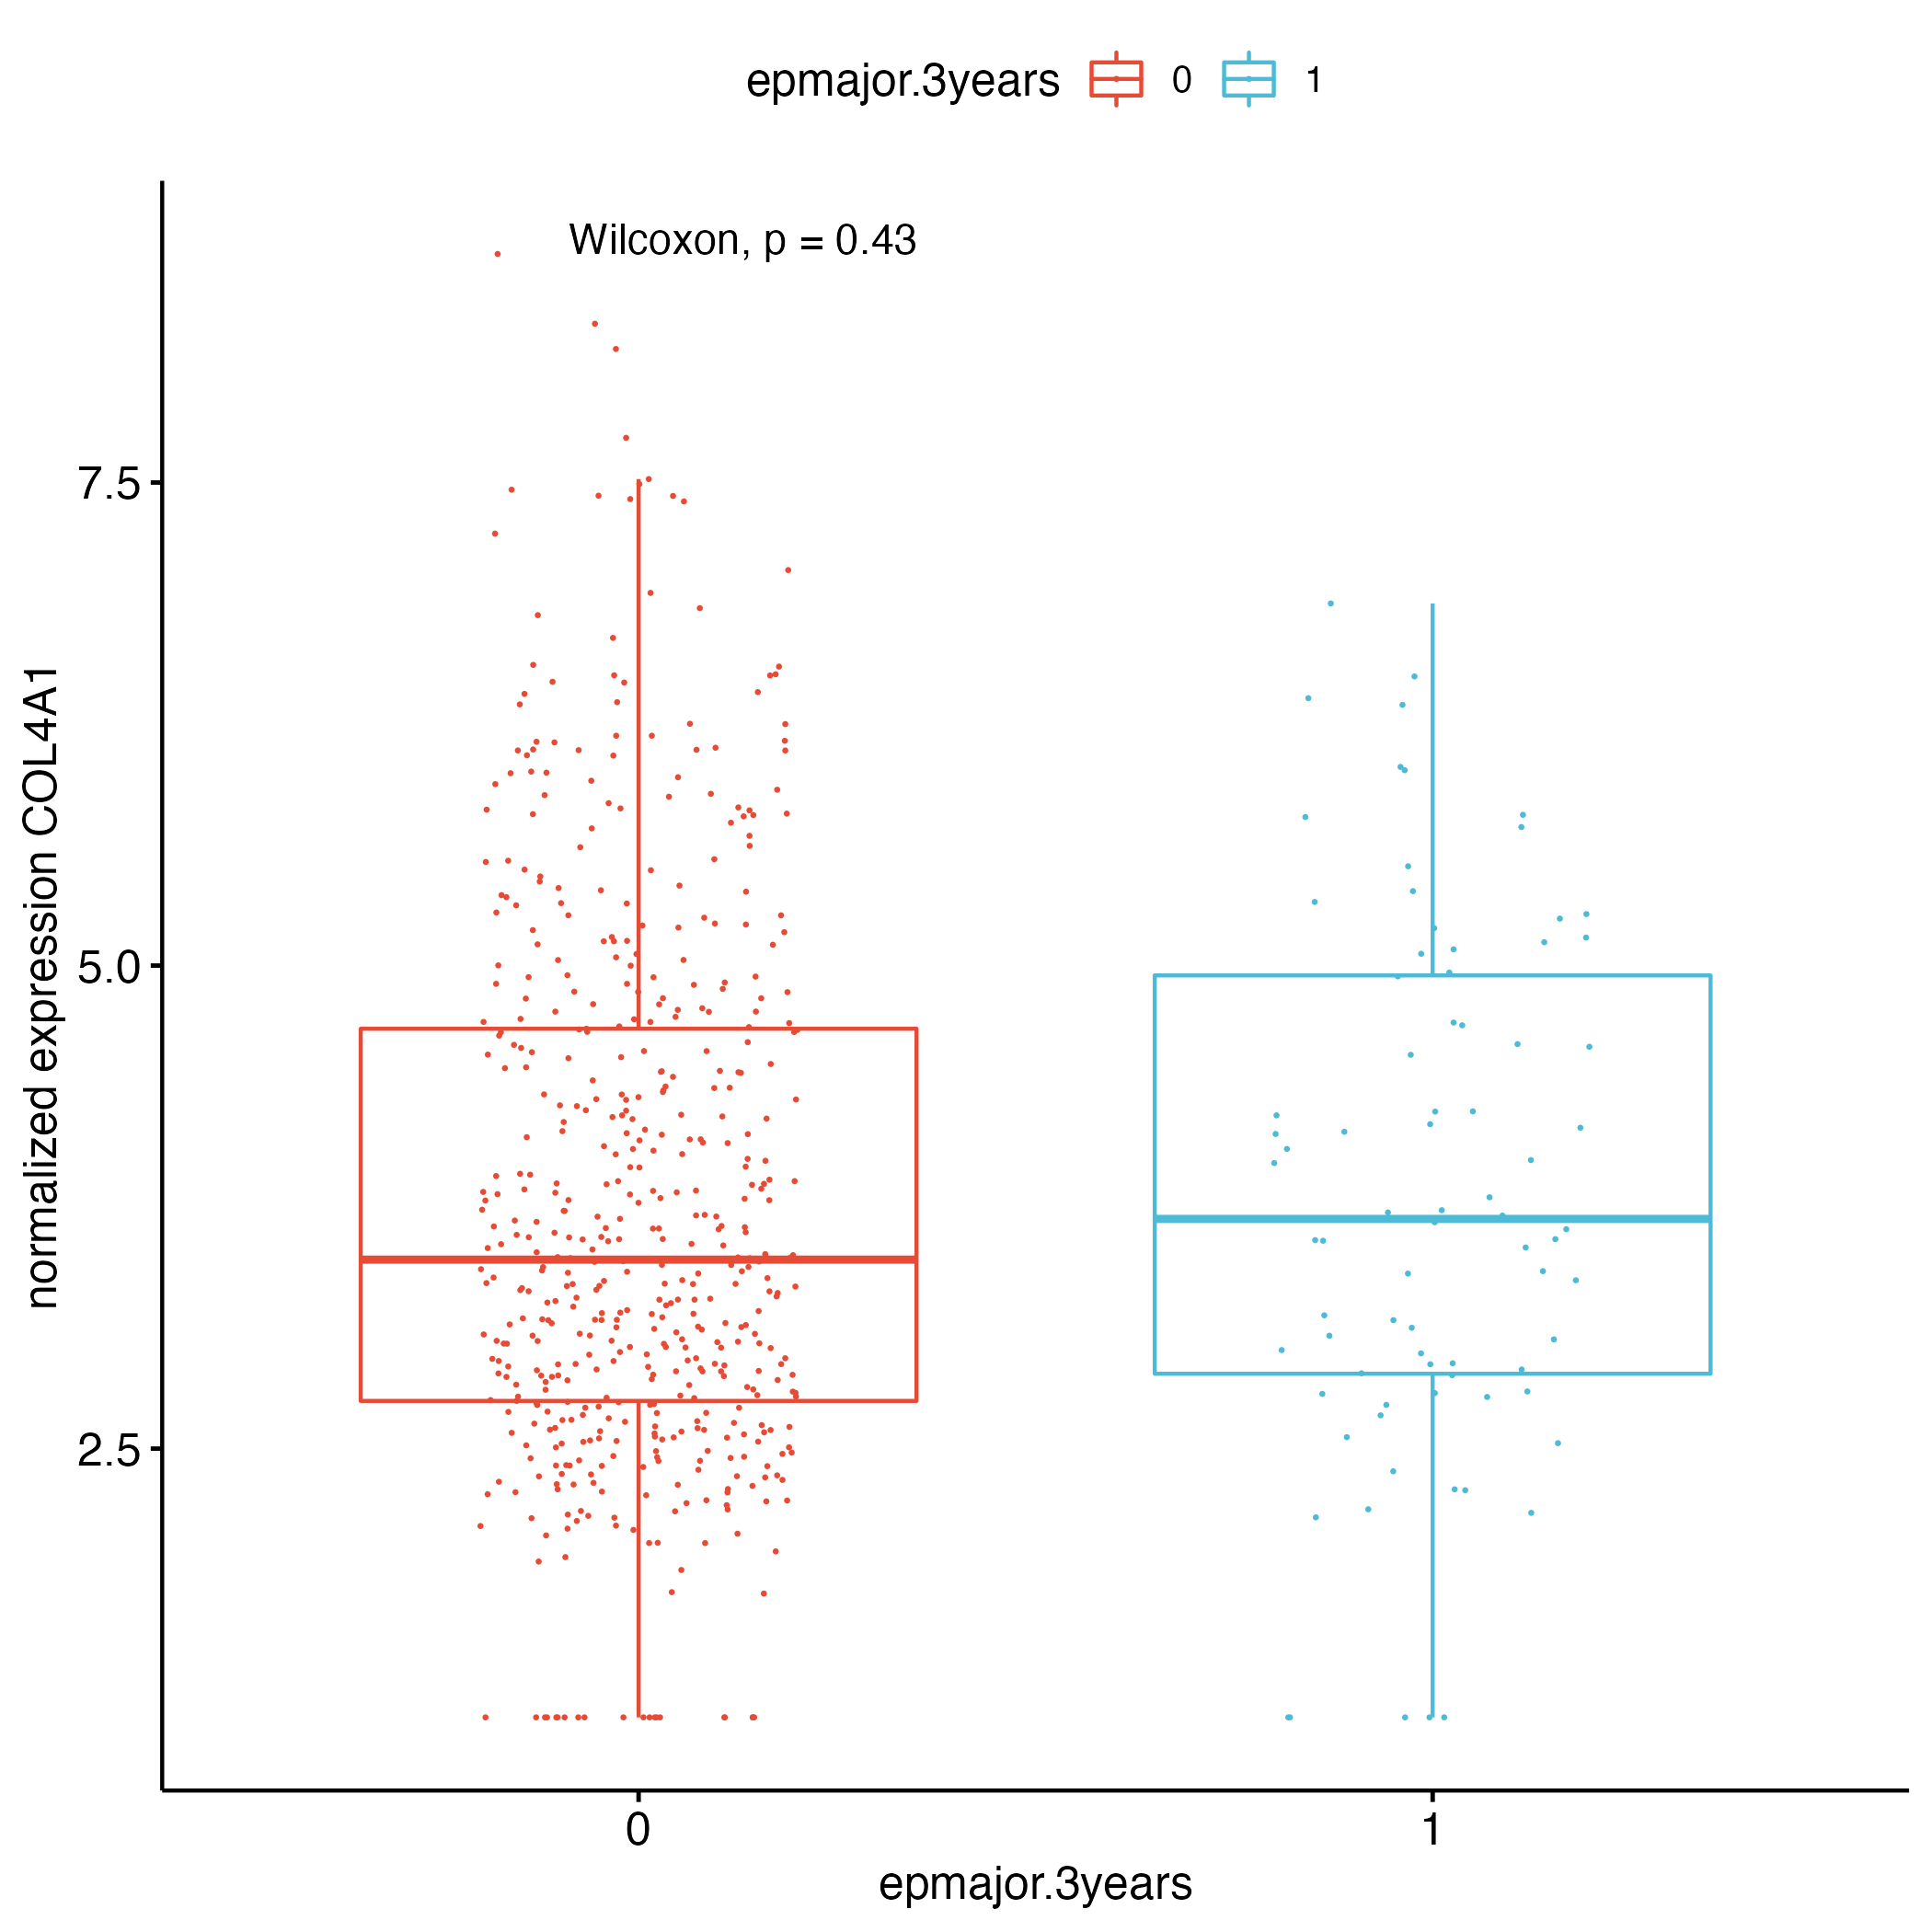 epmajor.3years 0 1
Wilcoxon, p = 0.43
normalized expression COL4A1
7.5
5.0
2.5
0 1
epmajor.3years